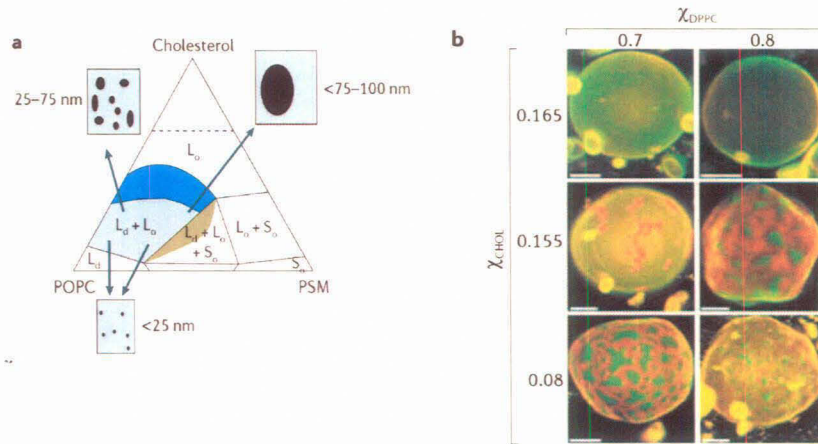 a
Cholesterol
25–75 nm
<75–100 nm
Lo
Ld + Lo
Ld + Lo + So
Lo + So
Ld
So
POPC
PSM
<25 nm
b
χDPPC
0.7
0.8
χCHOL
0.165
0.155
0.08